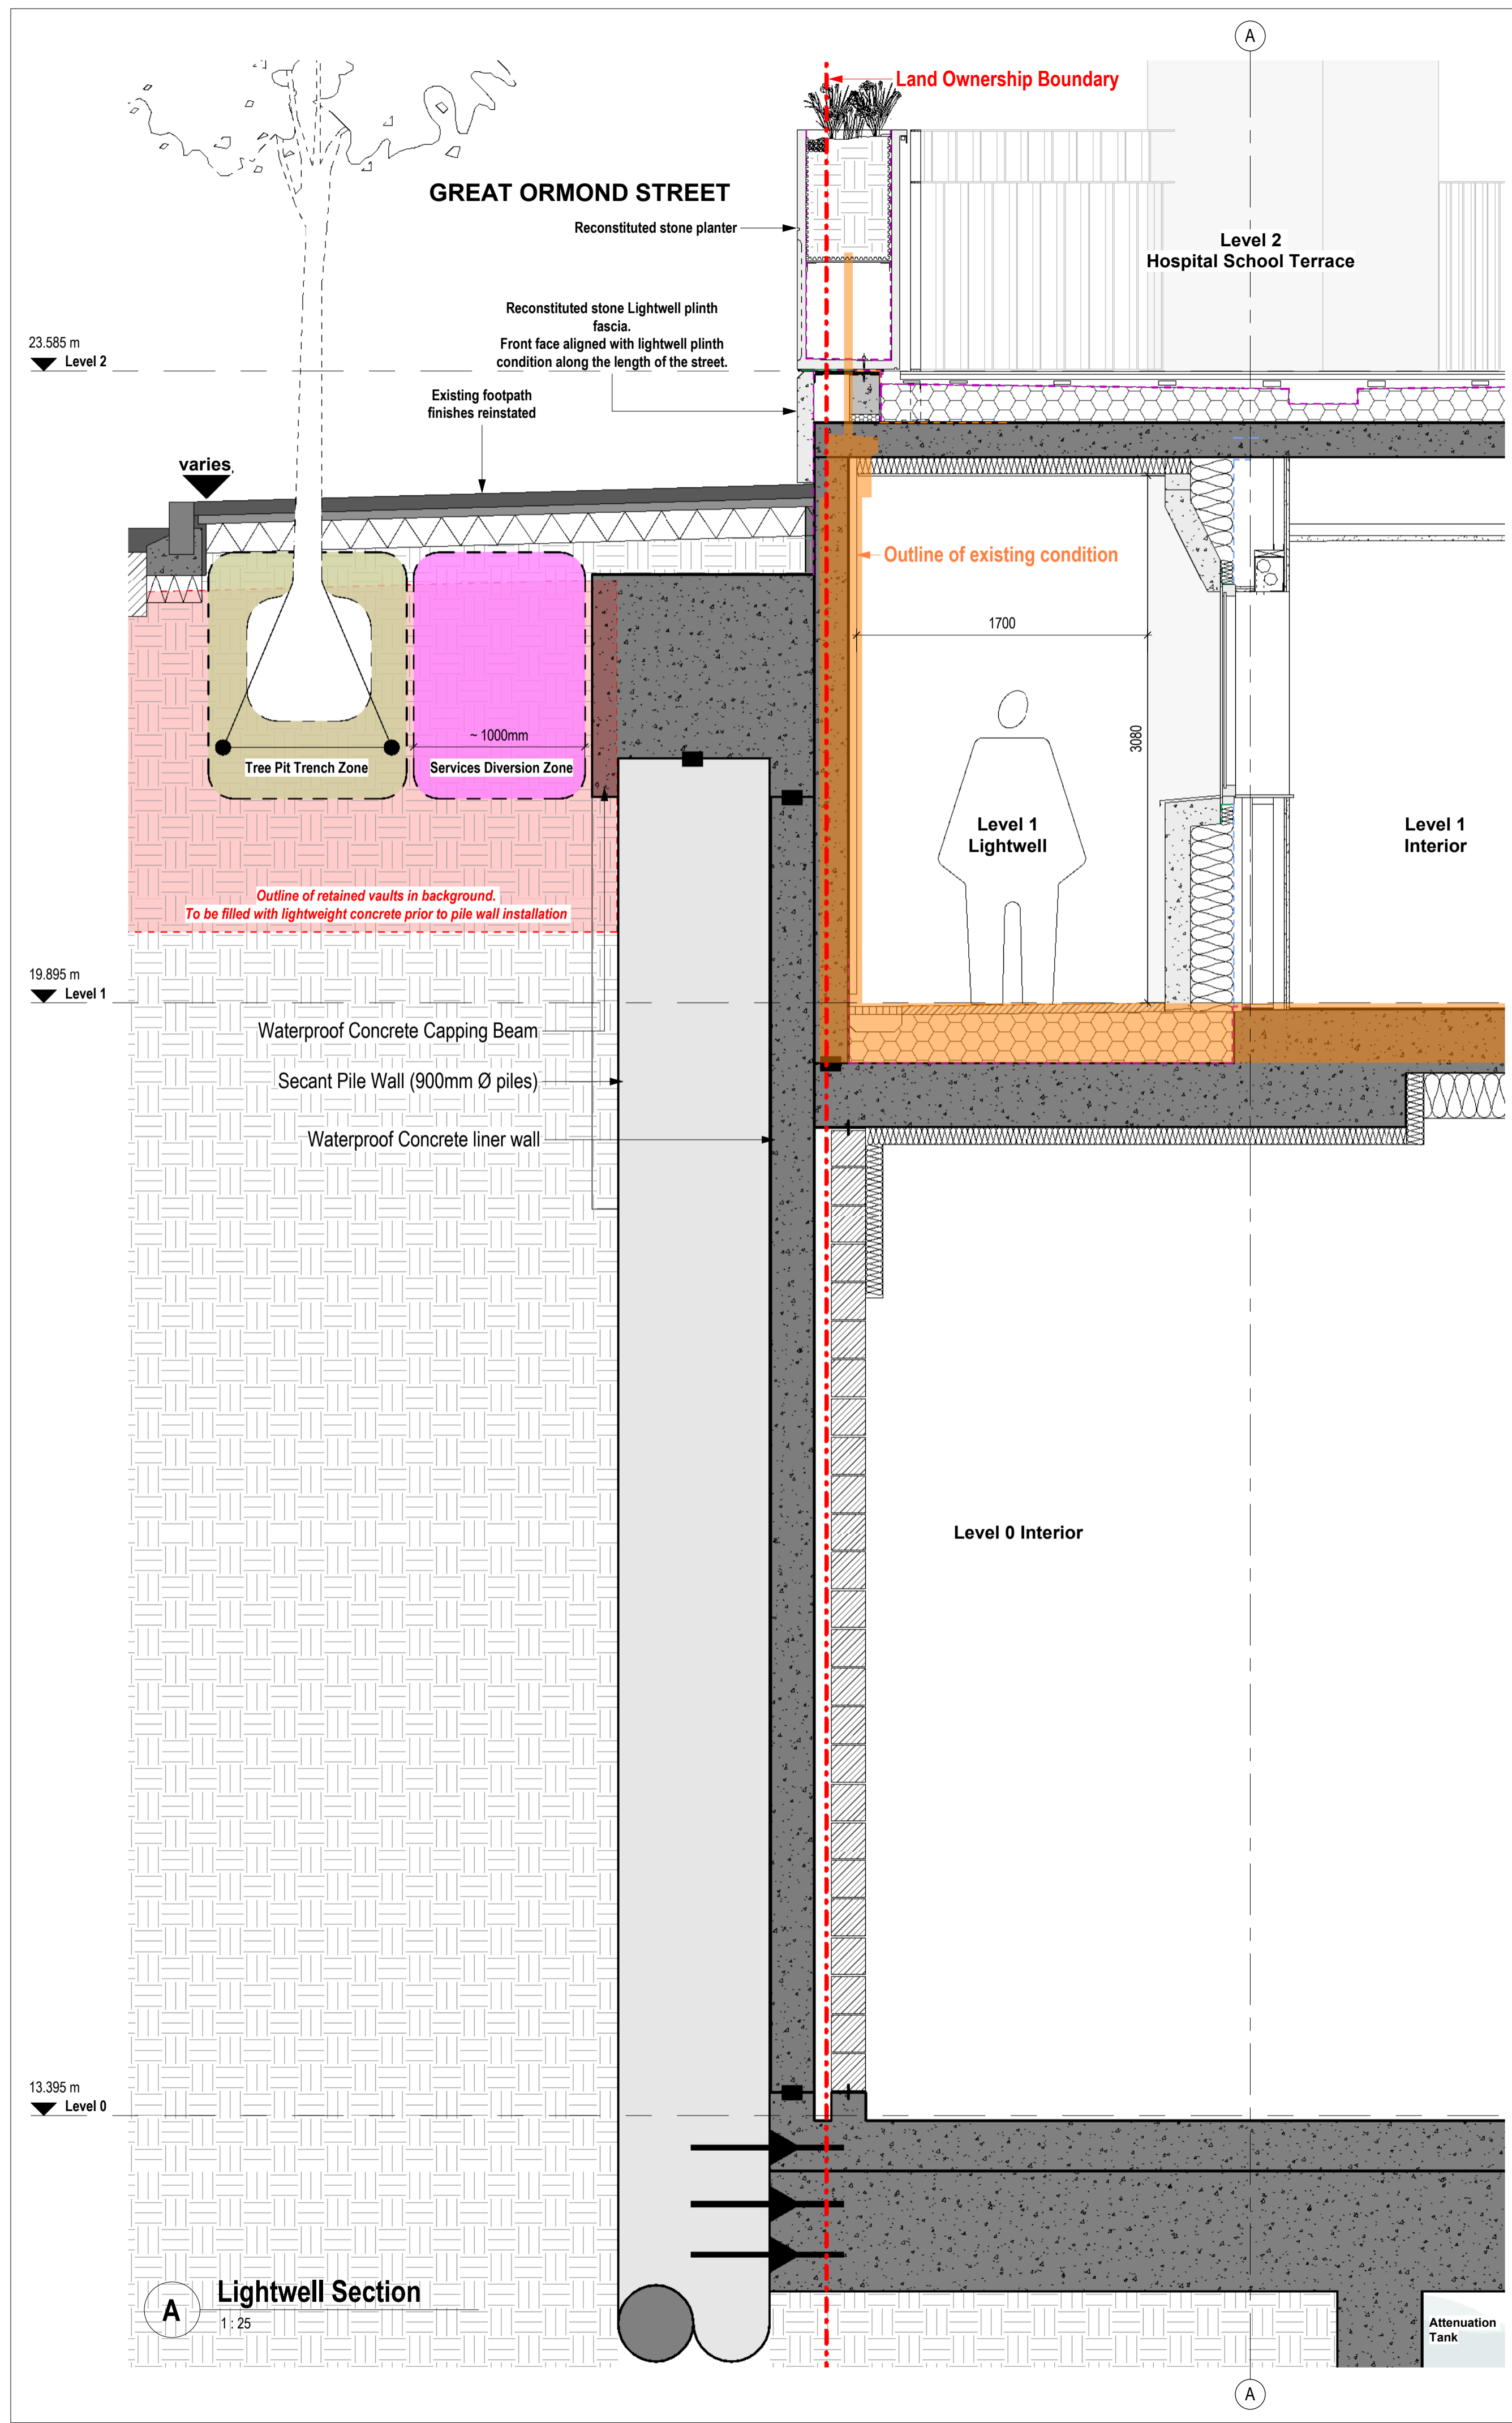 A
Land Ownership Boundary
GREAT ORMOND STREET
Reconstituted stone planter
Level 2
Hospital School Terrace
Reconstituted stone Lightwell plinth
fascia.
Front face aligned with lightwell plinth
condition along the length of the street.
23.585 m
Level 2
Existing footpath
finishes reinstated
varies
Outline of existing condition
1700
3080
~ 1000mm
Tree Pit Trench Zone
Services Diversion Zone
Level 1
Lightwell
Level 1
Interior
Outline of retained vaults in background.
To be filled with lightweight concrete prior to pile wall installation
19.895 m
Level 1
Waterproof Concrete Capping Beam
Secant Pile Wall (900mm Ø piles)
Waterproof Concrete liner wall
Level 0 Interior
13.395 m
Level 0
A
Lightwell Section
1 : 25
Attenuation
Tank
A